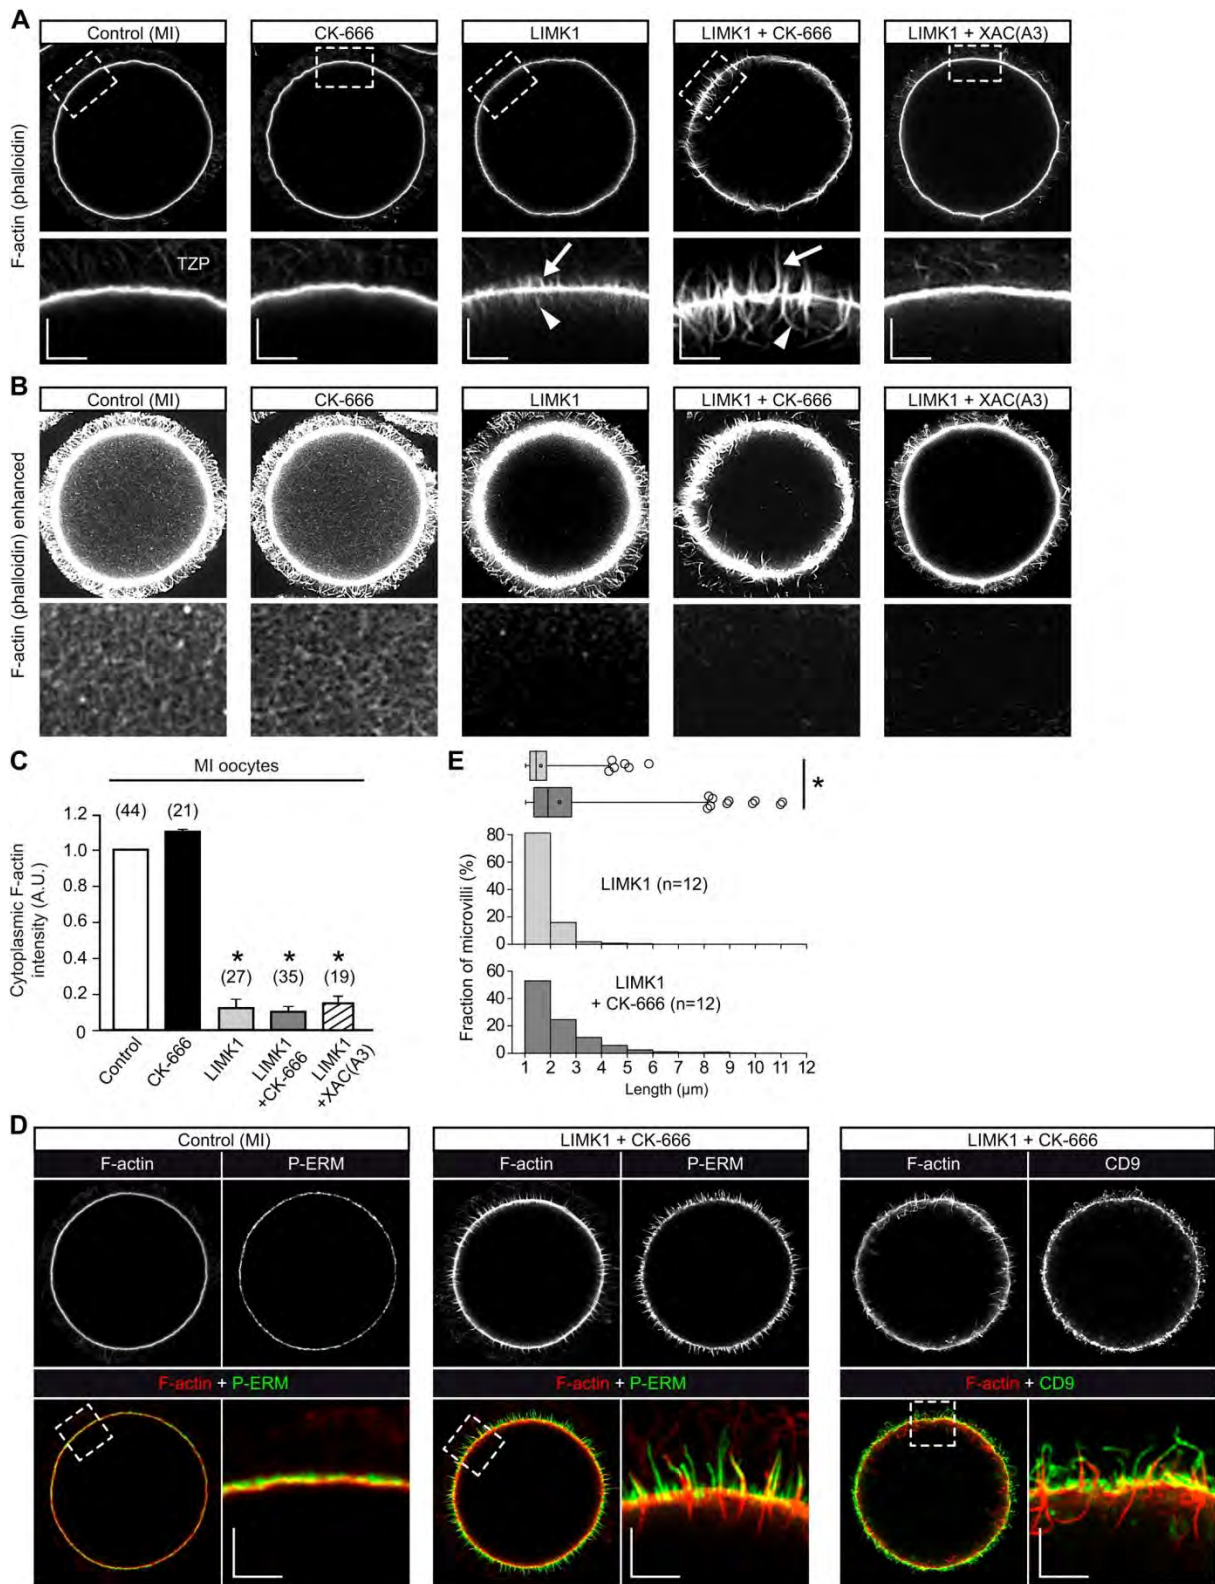 A
Control (MI) CK-666 LIMK1 LIMK1 + CK-666 LIMK1 + XAC(A3)
F-actin (phalloidin)
TZP
B
Control (MI) CK-666 LIMK1 LIMK1 + CK-666 LIMK1 + XAC(A3)
F-actin (phalloidin) enhanced
C
MI oocytes
(44) (21)
* * *
(27) (35) (19)
Cytoplasmic F-actin
intensity (A.U.)
1.2
1.0
0.8
0.6
0.4
0.2
0
Control
CK-666
LIMK1
LIMK1
+CK-666
LIMK1
+XAC(A3)
E
*
Fraction of microvilli (%)
80
60
40
20
0
LIMK1 (n=12)
60
40
20
0
LIMK1
+ CK-666 (n=12)
1 2 3 4 5 6 7 8 9 10 11 12
Length (µm)
D
Control (MI) LIMK1 + CK-666 LIMK1 + CK-666
F-actin P-ERM F-actin P-ERM F-actin CD9
F-actin + P-ERM F-actin + P-ERM F-actin + CD9